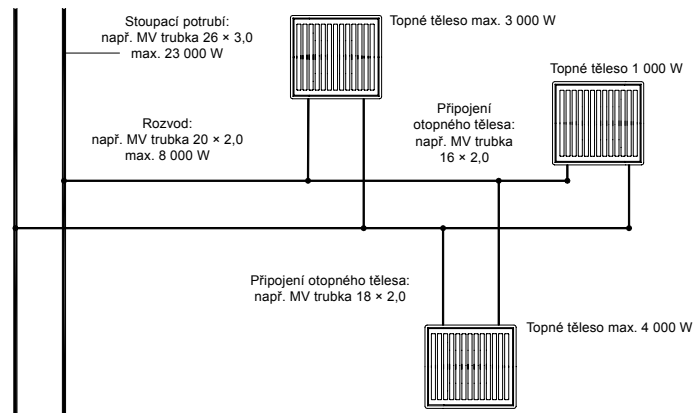 Stoupací potrubí:
např. MV trubka 26 × 3,0
max. 23 000 W
Topné těleso max. 3 000 W
Topné těleso 1 000 W
Rozvod:
např. MV trubka 20 × 2,0
max. 8 000 W
Připojení
otopného tělesa:
např. MV trubka
16 × 2,0
Připojení otopného tělesa:
např. MV trubka 18 × 2,0
Topné těleso max. 4 000 W